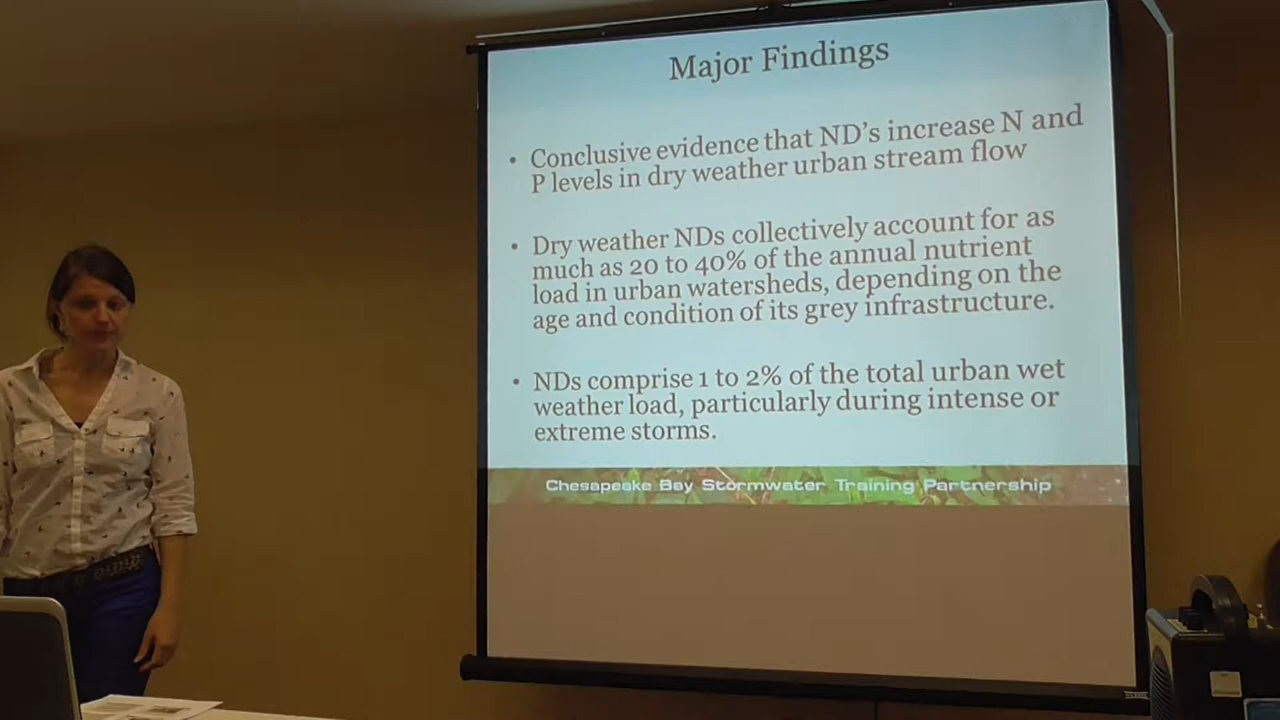 Major Findings
• Conclusive evidence that ND's increase N and
P levels in dry weather urban stream flow
• Dry weather NDs collectively account for as
much as 20 to 40% of the annual nutrient
load in urban watersheds, depending on the
age and condition of its grey infrastructure.
• NDs comprise 1 to 2% of the total urban wet
weather load, particularly during intense or
extreme storms.
Chesapeake Bay Stormwater Training Partnership